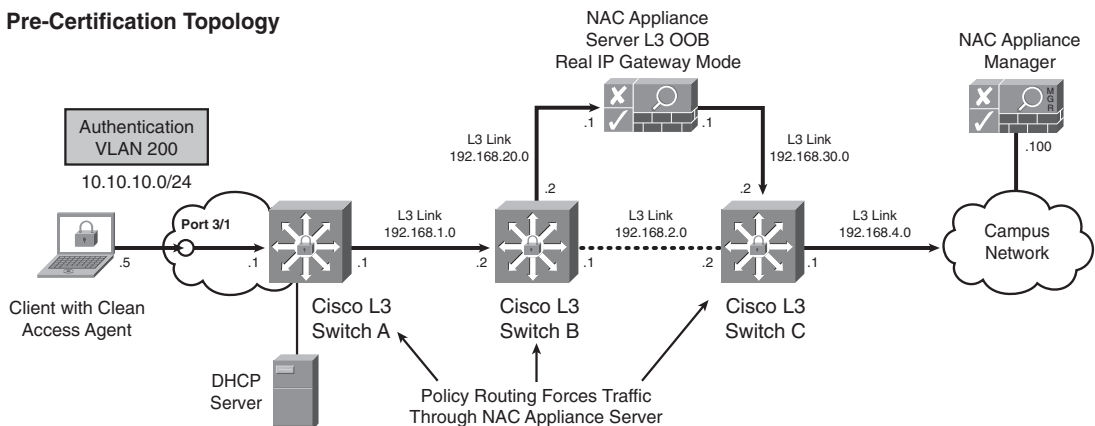 Pre-Certification Topology
NAC Appliance
Server L3 OOB
Real IP Gateway Mode
NAC Appliance
Manager
M
G
R
Authentication
VLAN 200
10.10.10.0/24
.1
.1
L3 Link
192.168.20.0
L3 Link
192.168.30.0
.100
.2
.2
Port 3/1
L3 Link
192.168.1.0
L3 Link
192.168.2.0
L3 Link
192.168.4.0
Campus
Network
.5
.1
.1
.2
.1
.2
.1
Client with Clean
Access Agent
Cisco L3
Switch A
Cisco L3
Switch B
Cisco L3
Switch C
DHCP
Server
Policy Routing Forces Traffic
Through NAC Appliance Server